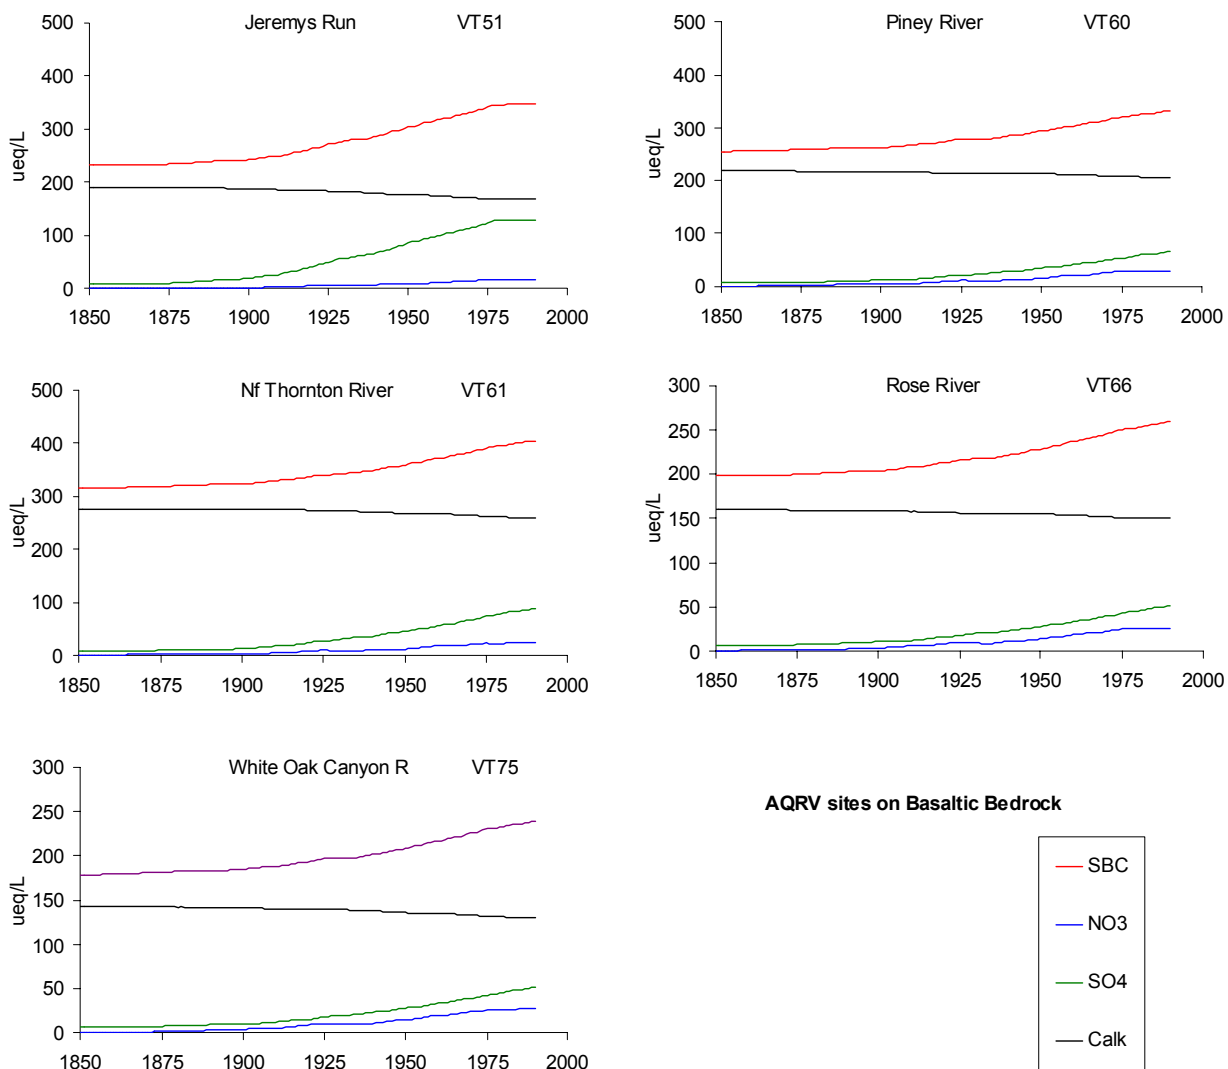 Jeremys Run VT51
500
400
300
200
100
0
ueq/L
1850 1875 1900 1925 1950 1975 2000
Piney River VT60
500
400
300
200
100
0
ueq/L
1850 1875 1900 1925 1950 1975 2000
Nf Thornton River VT61
500
400
300
200
100
0
ueq/L
1850 1875 1900 1925 1950 1975 2000
Rose River VT66
300
250
200
150
100
50
0
ueq/L
1850 1875 1900 1925 1950 1975 2000
White Oak Canyon R VT75
300
250
200
150
100
50
0
ueq/L
1850 1875 1900 1925 1950 1975 2000
AQRV sites on Basaltic Bedrock
SBC
NO3
SO4
Calk